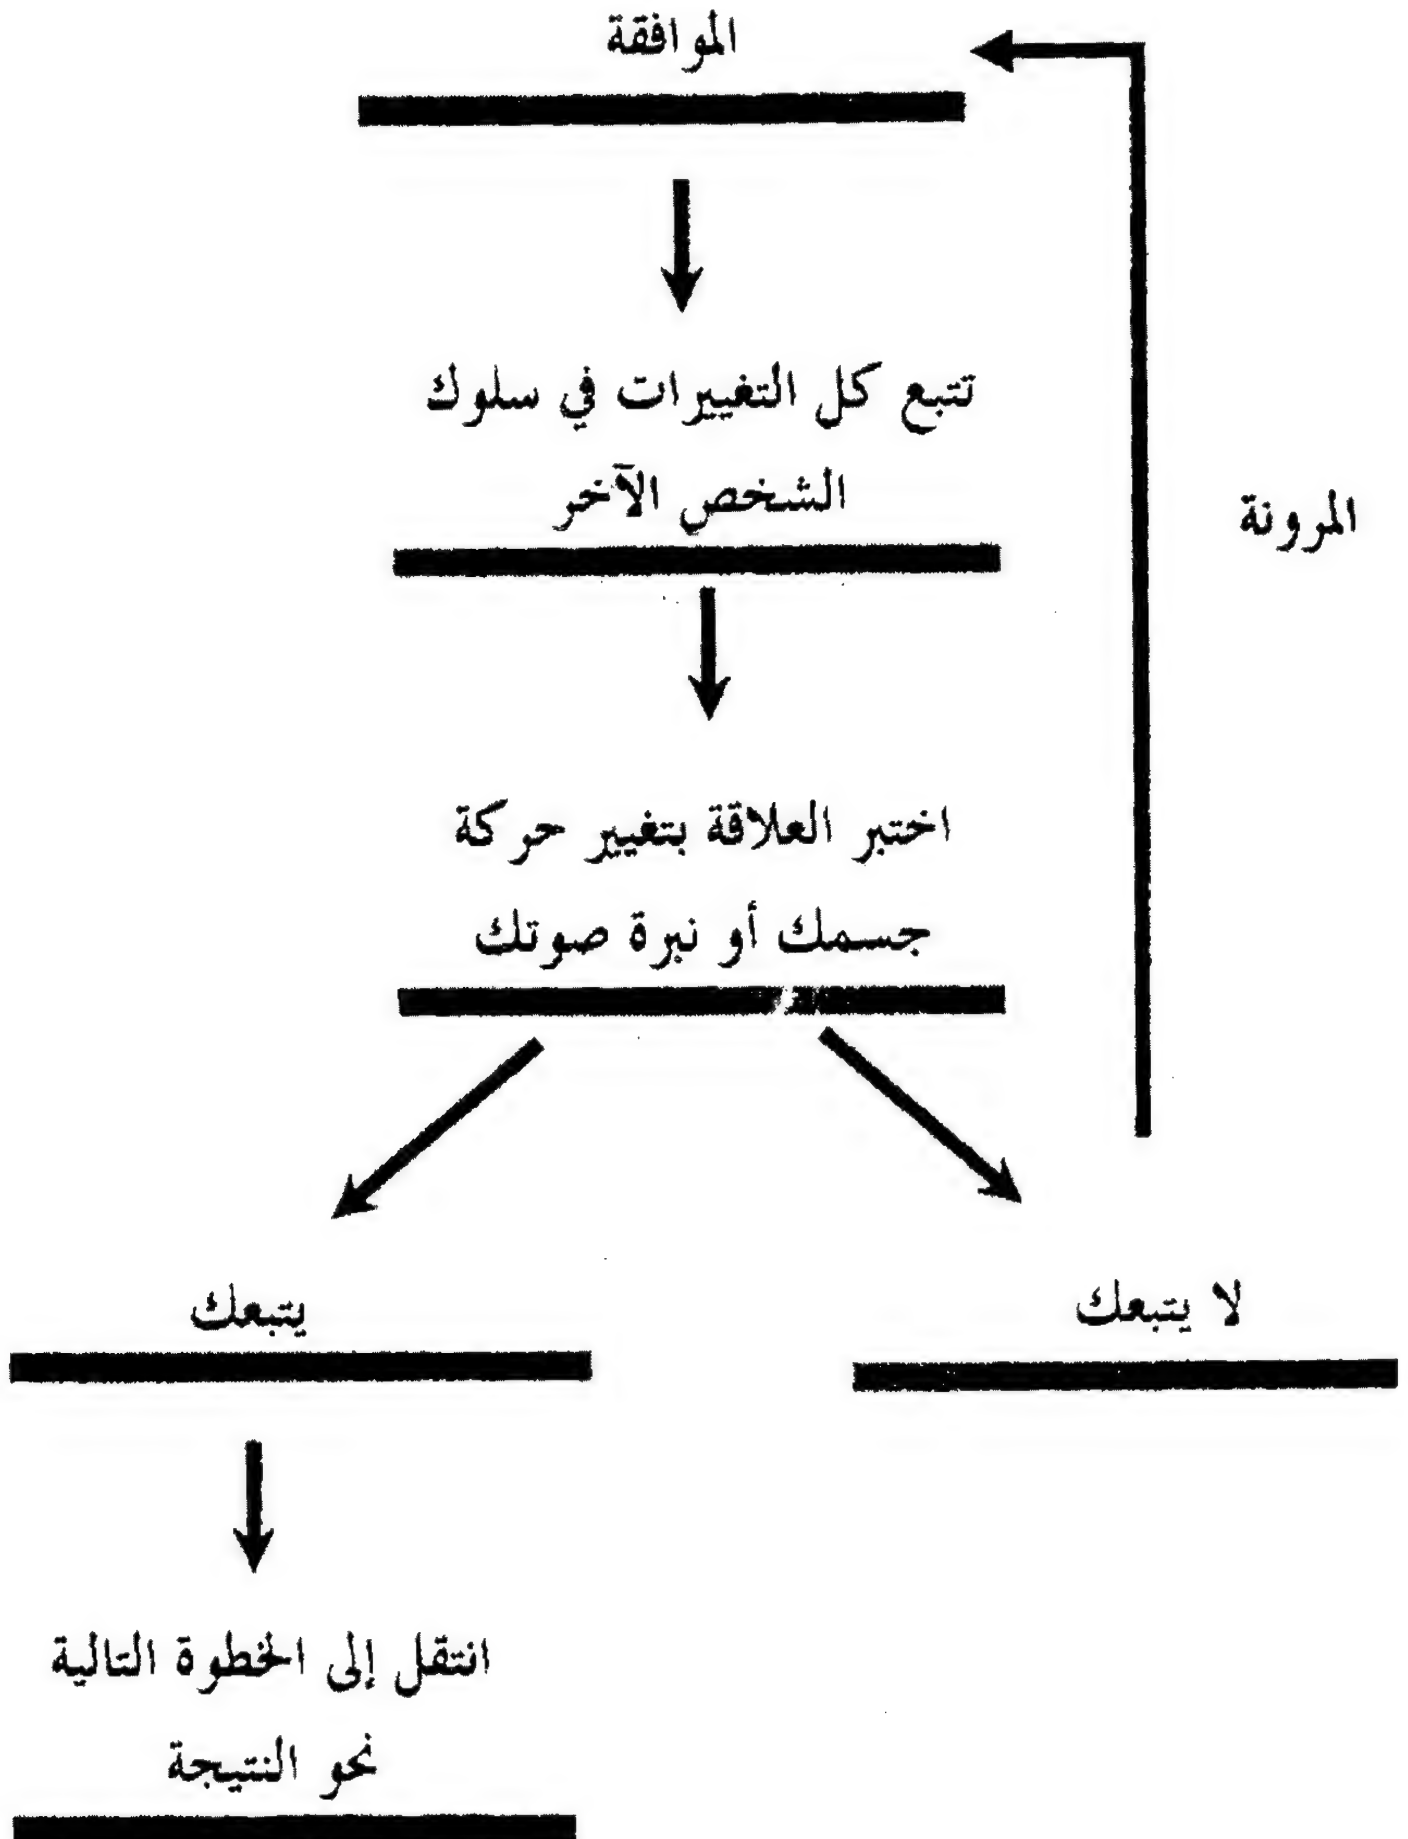 الموافقة
تتبع كل التغييرات في سلوك
الشخص الآخر
المرونة
اختبر العلاقة بتغيير حركة
جسمك أو نبرة صوتك
لا يتبعك
يتبعك
انتقل إلى الخطوة التالية
نحو النتيجة